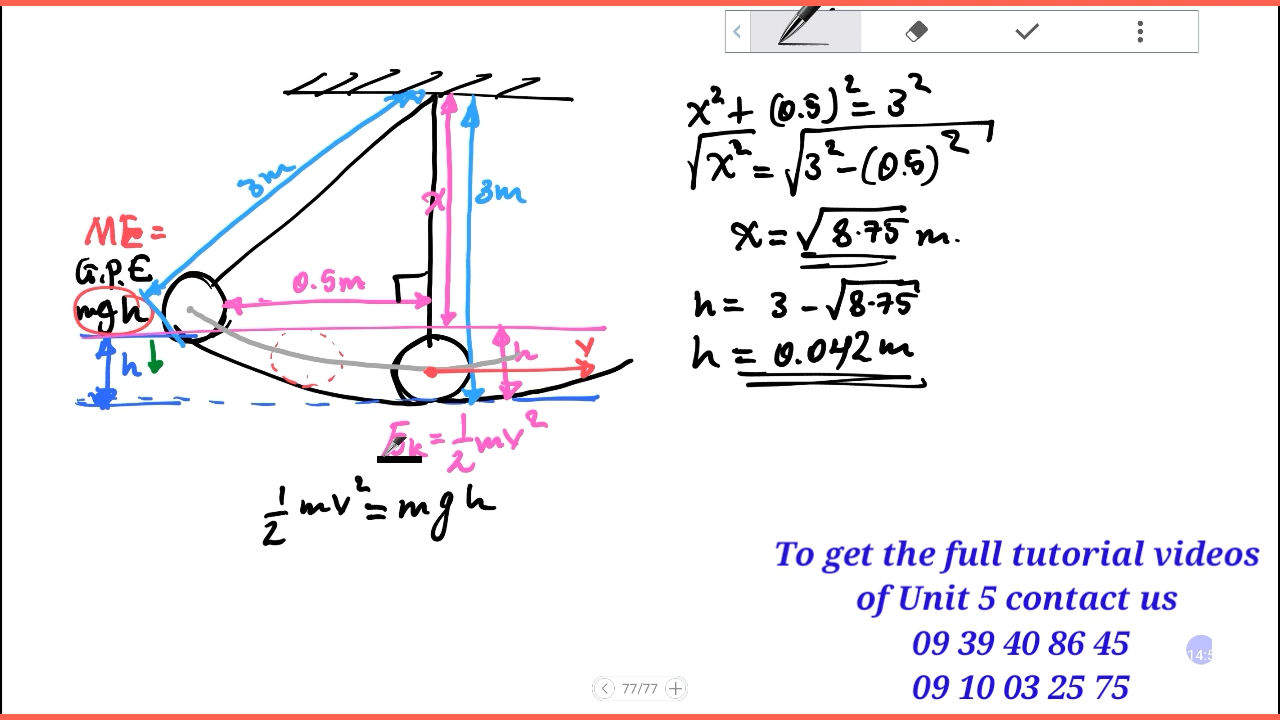 3m
x
3m
ME =
G.P.E
mgh
0.5m
h
h
v
Ek = 1/2 mv²
1/2 mv² = mgh
x² + (0.5)² = 3²
√x² = √3² - (0.5)²
x = √8.75 m.
h = 3 - √8.75
h = 0.042 m
To get the full tutorial videos
of Unit 5 contact us
09 39 40 86 45
09 10 03 25 75
77/77